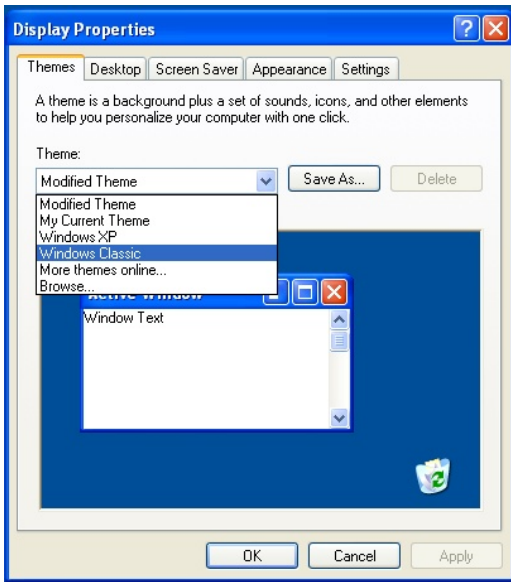 Display Properties
?
Themes Desktop Screen Saver Appearance Settings
A theme is a background plus a set of sounds, icons, and other elements
to help you personalize your computer with one click.
Theme:
Modified Theme Save As... Delete
Modified Theme
My Current Theme
Windows XP
Windows Classic
More themes online...
Browse...
Active Window
Window Text
OK Cancel Apply